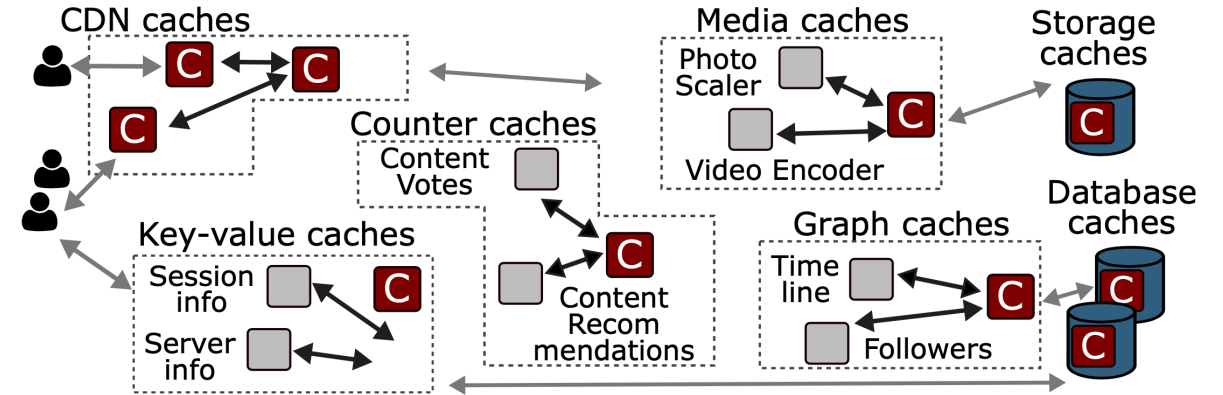 CDN caches
C
C
C
Media caches
Photo
Scaler
C
Video Encoder
Storage
caches
C
Counter caches
Content
Votes
C
Content
Recom
mendations
Key-value caches
Session
info
C
Server
info
Graph caches
Time
line
C
Followers
Database
caches
C
C